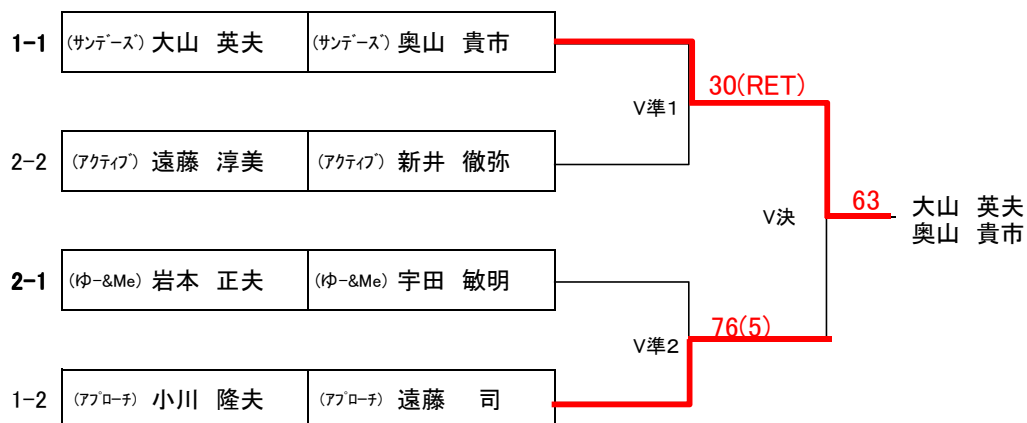 1-1 (サンデーズ) 大山 英夫 (サンデーズ) 奥山 貴市
30(RET)
V準1
2-2 (アクティブ) 遠藤 淳美 (アクティブ) 新井 徹弥
63 大山 英夫
V決
奥山 貴市
2-1 (ゆー&Me) 岩本 正夫 (ゆー&Me) 宇田 敏明
76(5)
V準2
1-2 (アプローチ) 小川 隆夫 (アプローチ) 遠藤 司